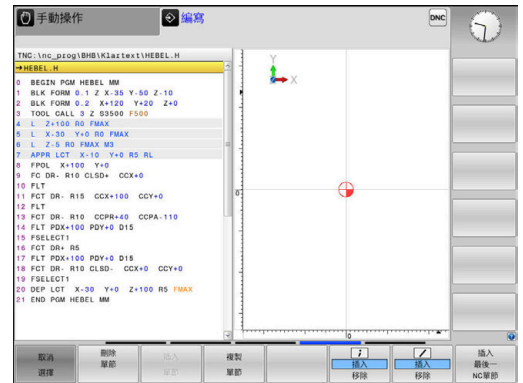 手動操作
編寫
DNC
TNC:\nc_prog\BHB\Klartext\HEBEL.H
→HEBEL.H
0 BEGIN PGM HEBEL MM
1 BLK FORM 0.1 Z X-35 Y-50 Z-10
2 BLK FORM 0.2 X+120 Y+20 Z+0
3 TOOL CALL 3 Z S3500 F500
4 L Z+100 R0 FMAX
5 L X-30 Y+0 R0 FMAX
6 L Z-5 R0 FMAX M3
7 APPR LCT X-10 Y+0 R5 RL
8 FPOL X+100 Y+0
9 FC DR- R10 CLSD+ CCX+0
10 FLT
11 FCT DR- R15 CCX+100 CCY+0
12 FLT
13 FCT DR- R10 CCPR+40 CCPA-110
14 FLT PDX+100 PDY+0 D15
15 FSELECT1
16 FCT DR+ R5
17 FLT PDX+100 PDY+0 D15
18 FCT DR- R10 CLSD- CCX+0 CCY+0
19 FSELECT1
20 DEP LCT X-30 Y+0 Z+100 R5 FMAX
21 END PGM HEBEL MM
Y
X
0
0
取消
選擇
刪除
單節
插入
單節
複製
單節
插入
移除
插入
移除
插入
最後一
NC單節